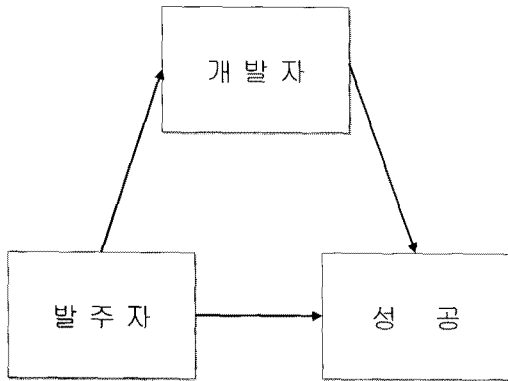 개 발 자
발 주 자
성 공